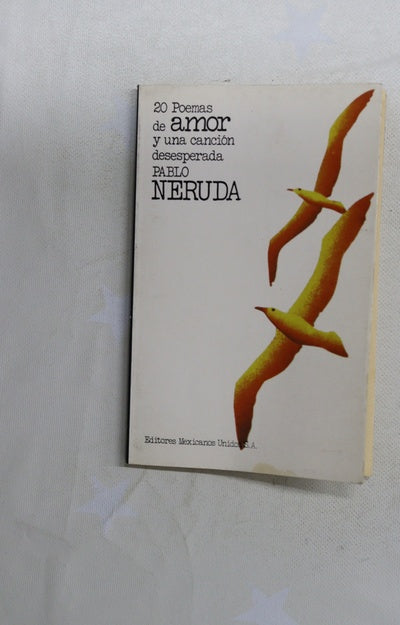 20 Poemas
de amor
y una canción
desesperada
PABLO
NERUDA
Editores Mexicanos Unidos, S.A.